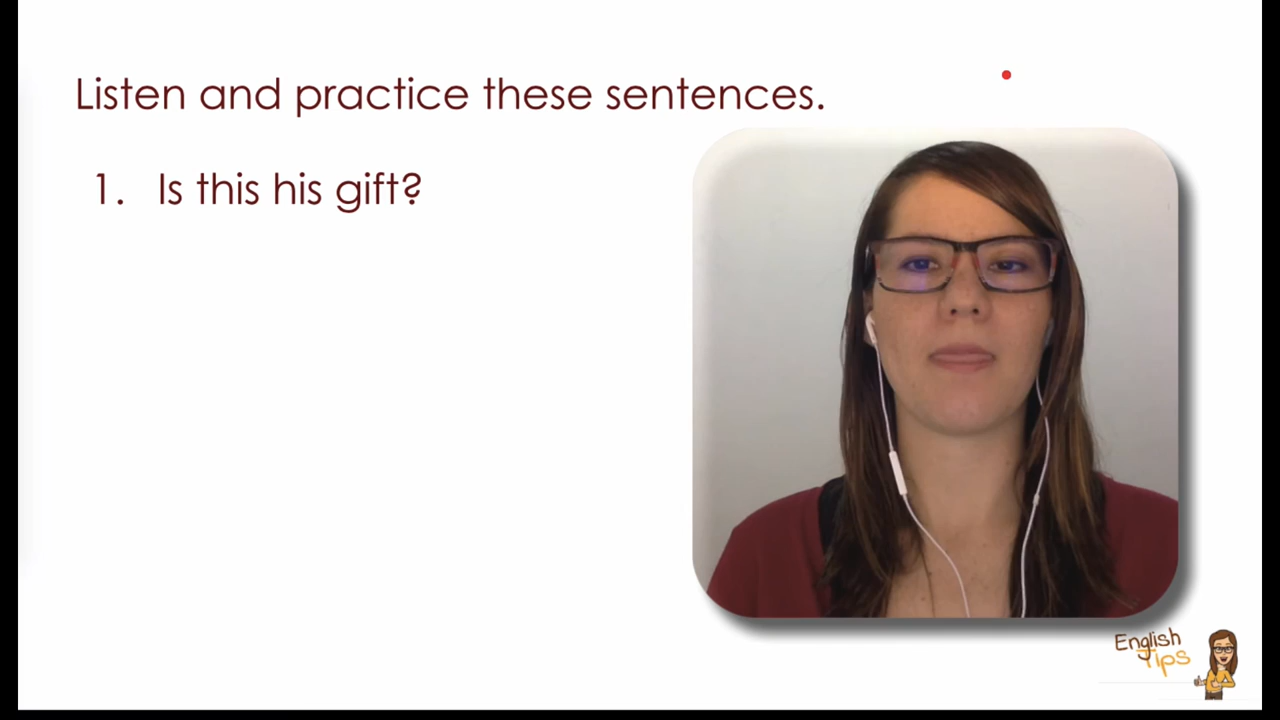 Listen and practice these sentences.
1. Is this his gift?
English
Tips